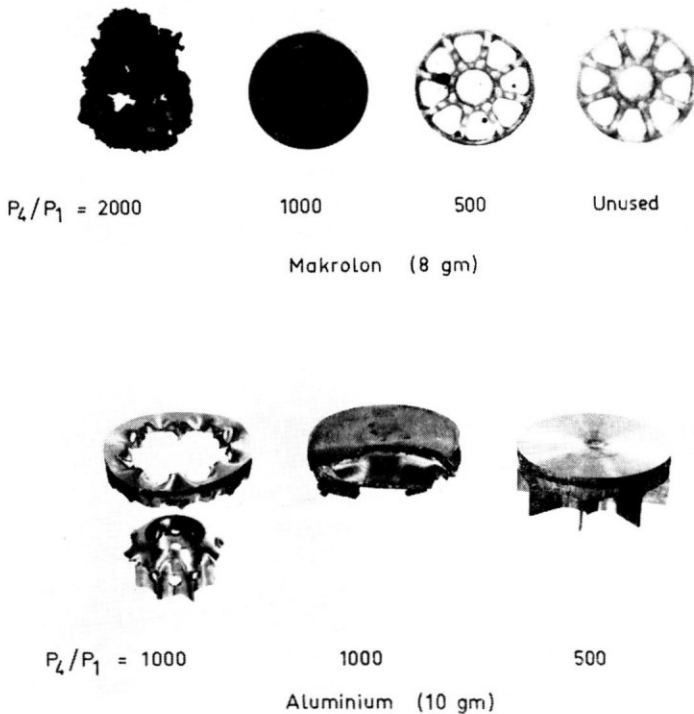 P4/P1 = 2000 1000 500 Unused
Makrolon (8 gm)
P4/P1 = 1000 1000 500
Aluminium (10 gm)